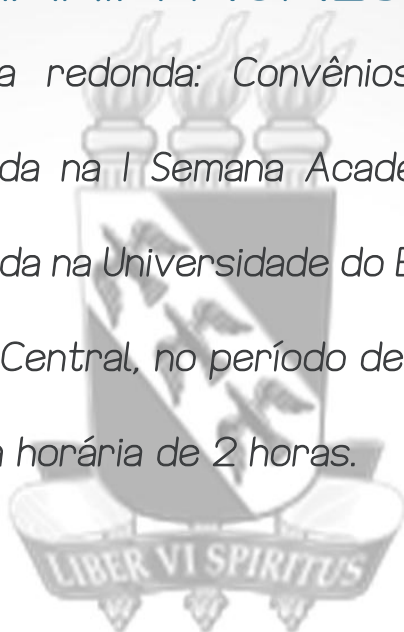 a redonda: Convênios
da na I Semana Acad
da na Universidade do E
Central, no período de
a horária de 2 horas.
LIBER VI SPIRITUS